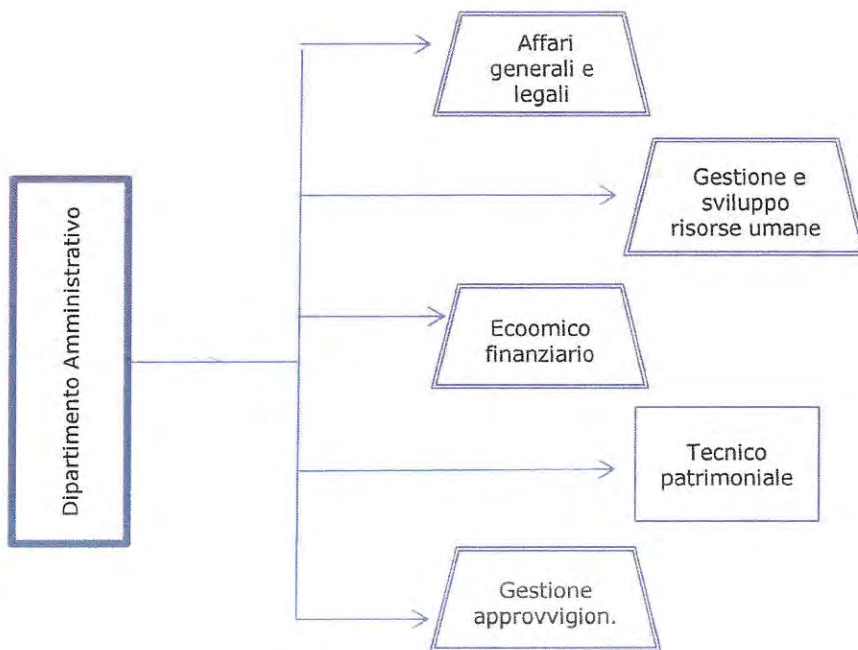 Dipartimento Amministrativo
Affari
generali e
legali
Gestione e
sviluppo
risorse umane
Ecoomico
finanziario
Tecnico
patrimoniale
Gestione
approvvigion.